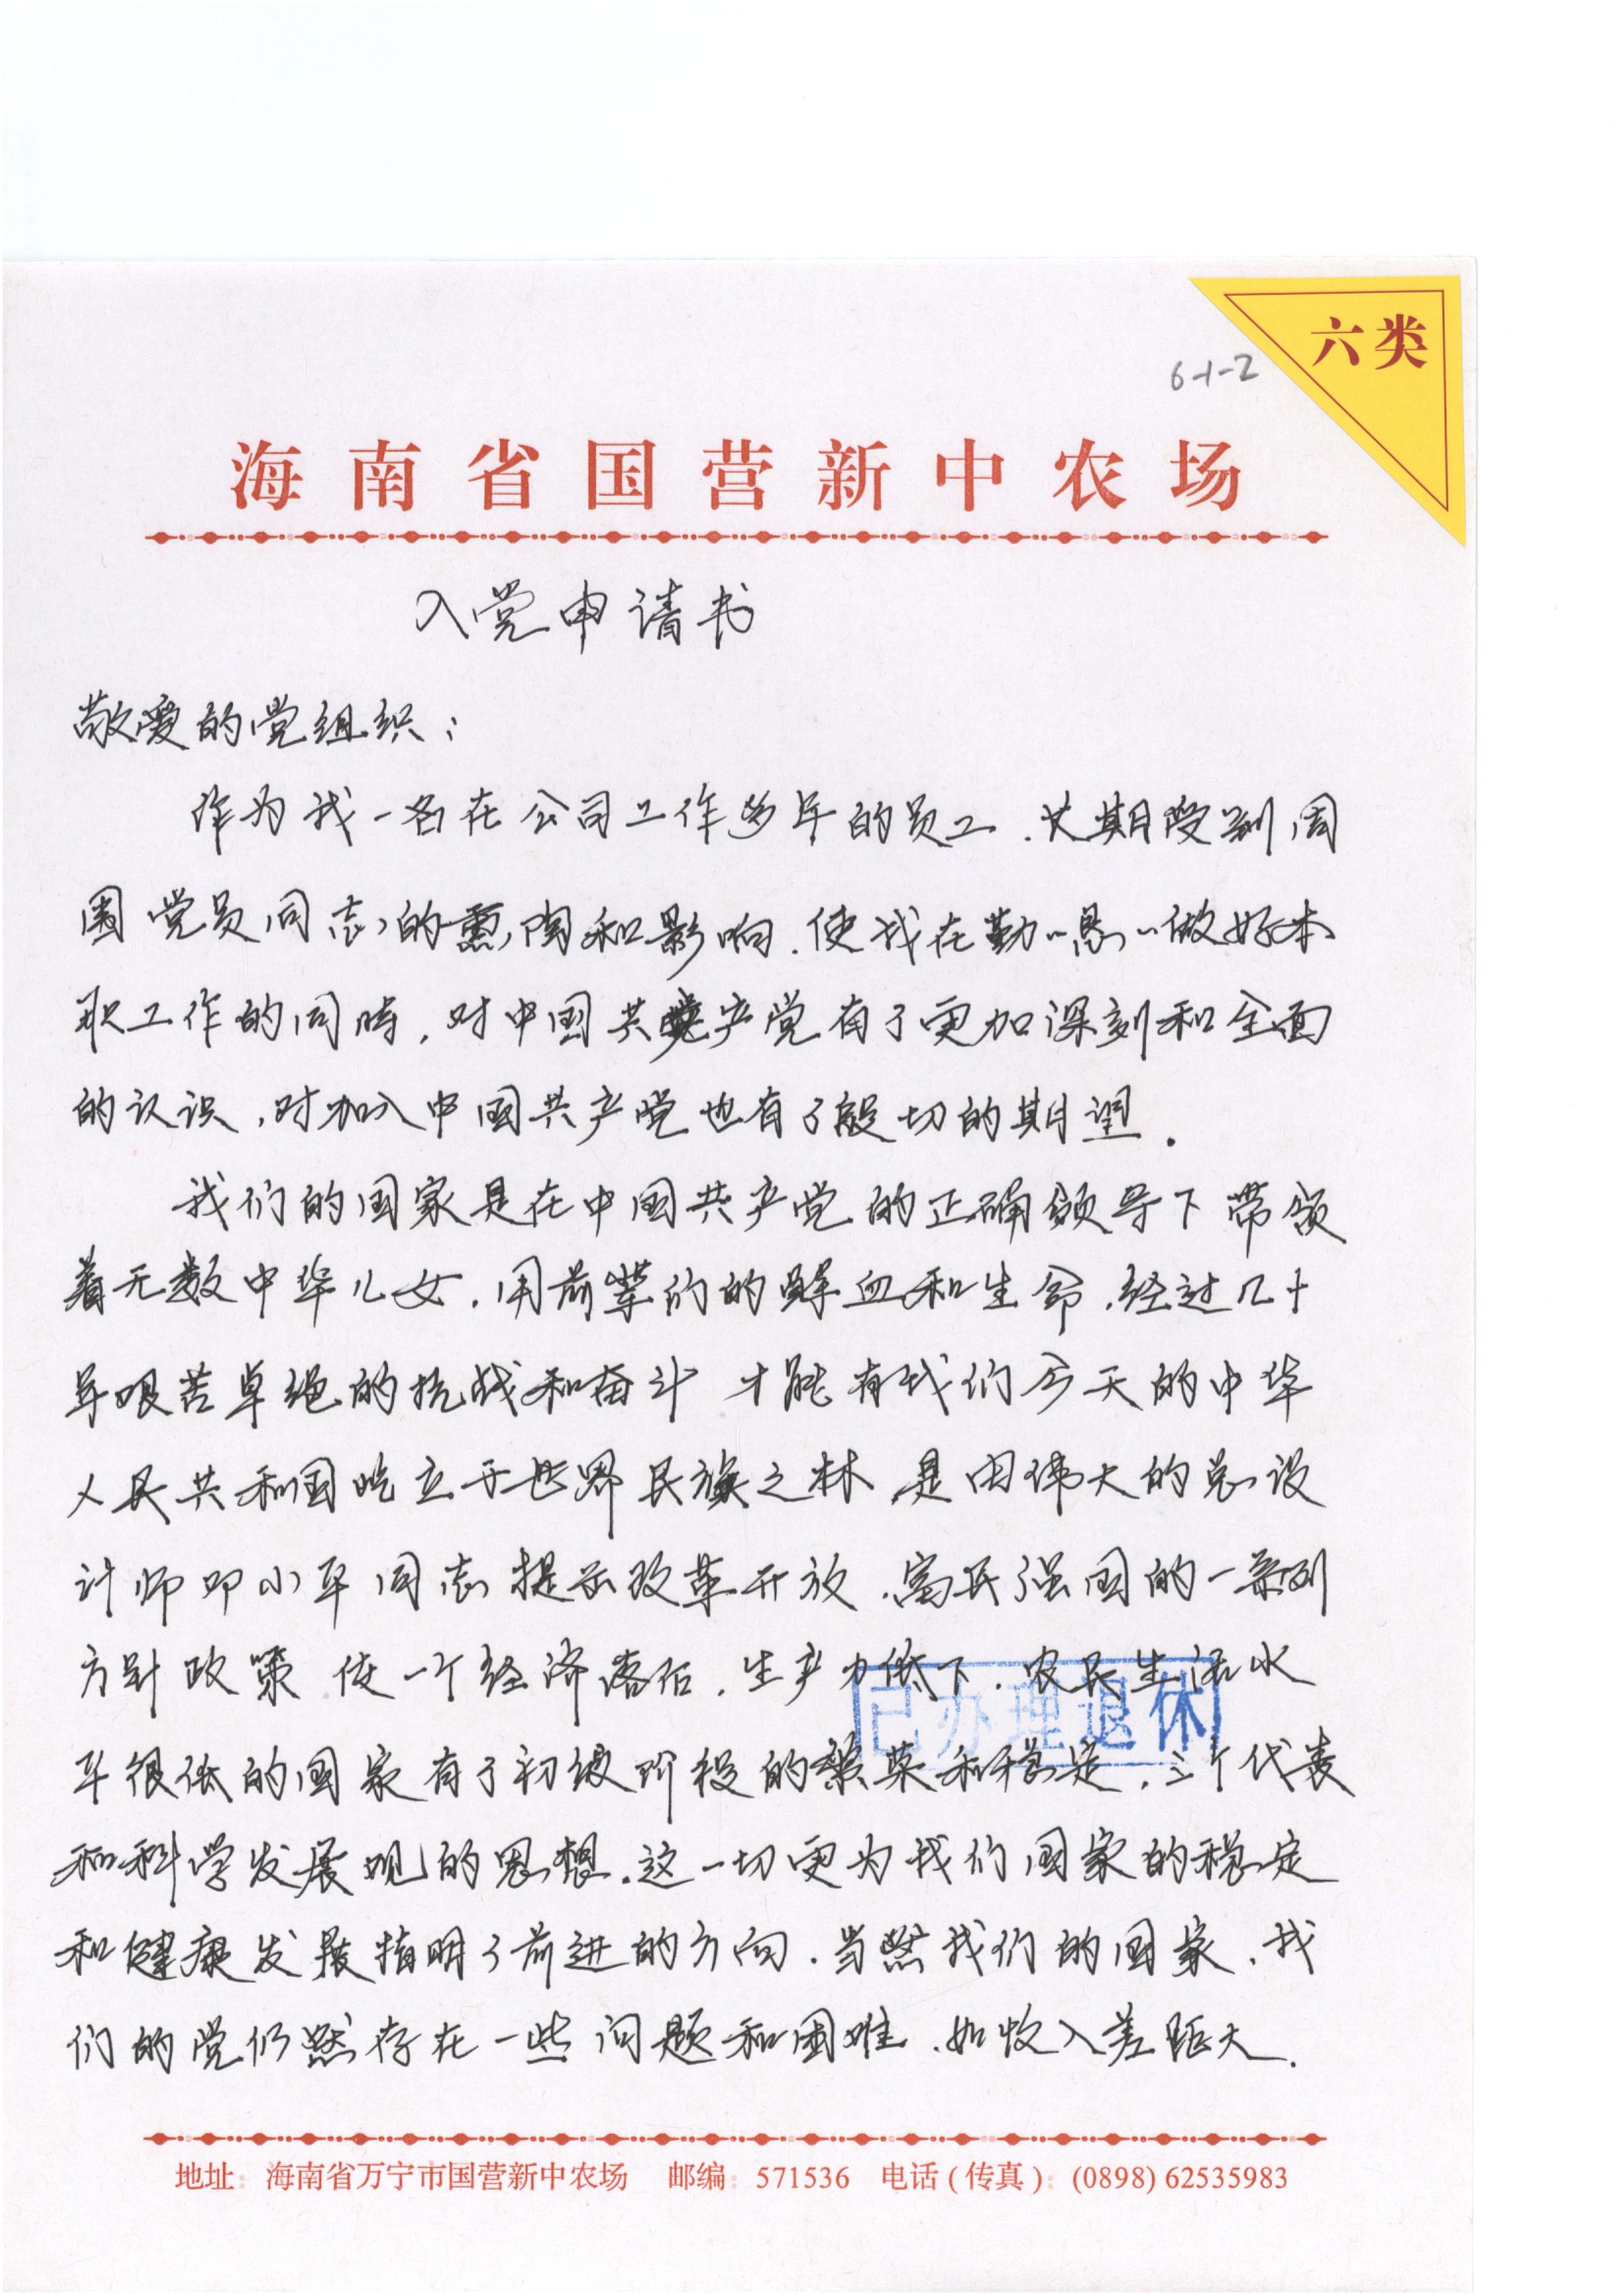 六类
6-1-2
海南省国营新中农场
入党申请书
敬爱的党组织：
作为我一名在公司工作多年的员工，长期受到周
围党员同志的熏陶和影响，使我在勤勤恳恳做好本
职工作的同时，对中国共产党有了更加深刻和全面
的认识，对加入中国共产党也有了殷切的期望。
我们的国家是在中国共产党的正确领导下带领
着无数中华儿女，用前辈们的鲜血和生命，经过几十
年艰苦卓绝的抗战和奋斗 才能有我们今天的中华
人民共和国屹立于世界民族之林，是由伟大的总设
计师邓小平同志提示改革开放，富民强国的一系列
方针政策 使一个经济落后，生产力低下，农民生活水
已办理退休
平很低的国家有了初级阶段的繁荣和稳定，三个代表
和科学发展观的思想，这一切更为我们国家的稳定
和健康发展指明了前进的方向，当然我们的国家，我
们的党仍然存在一些问题和困难，如收入差距大，
地址：海南省万宁市国营新中农场 邮编：571536 电话（传真）：(0898) 62535983